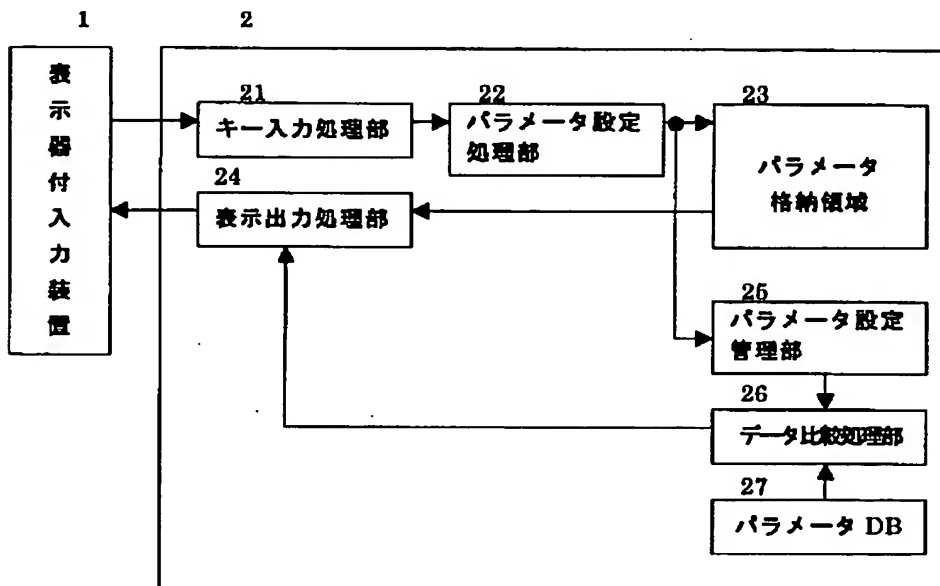 1
2
表示器付入力装置
21
キー入力処理部
22
パラメータ設定
処理部
23
パラメータ
格納領域
24
表示出力処理部
25
パラメータ設定
管理部
26
データ比較処理部
27
パラメータ DB